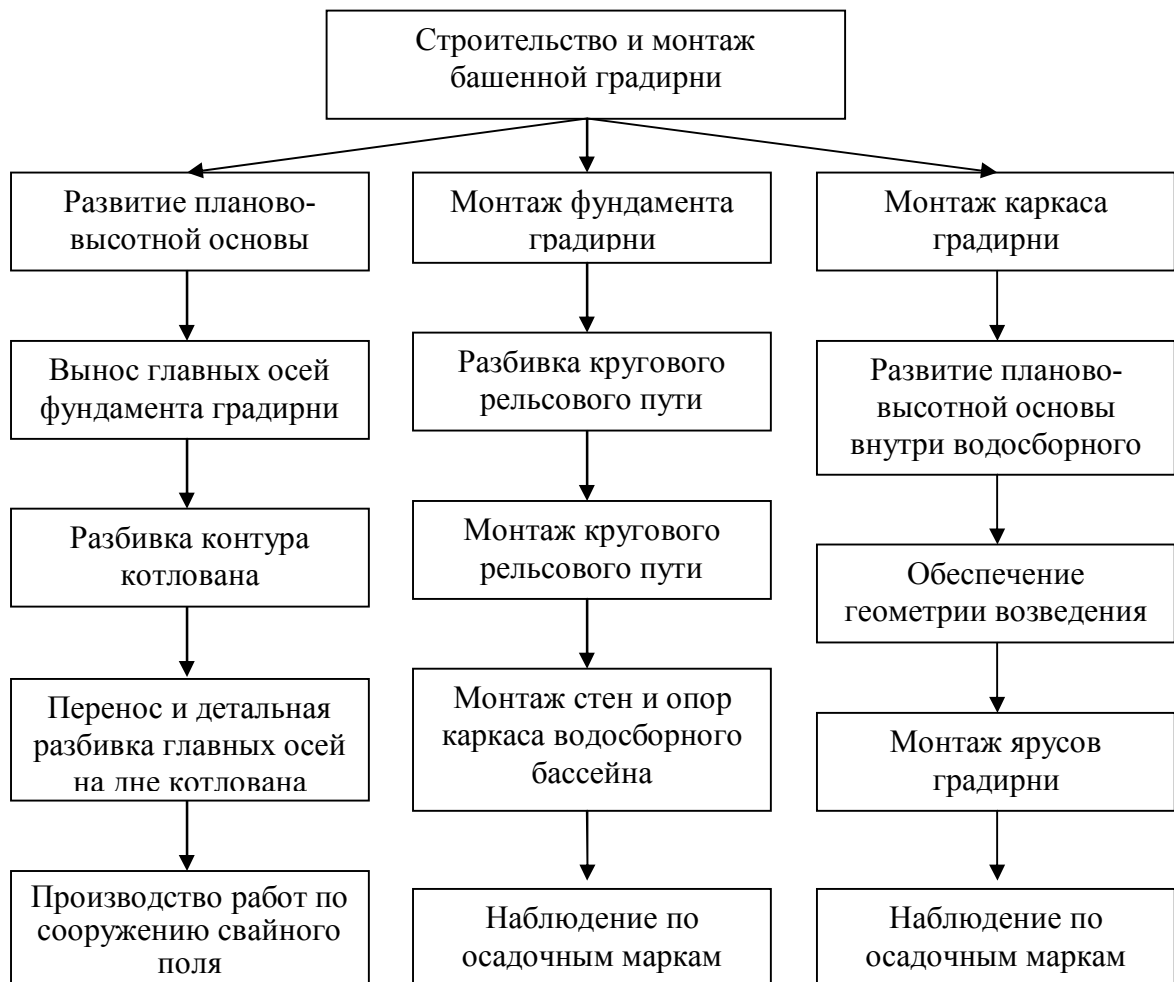 Строительство и монтаж
башенной градирни
Развитие планово-
высотной основы
Вынос главных осей
фундамента градирни
Разбивка контура
котлована
Перенос и детальная
разбивка главных осей
на дне котлована
Производство работ по
сооружению свайного
поля
Монтаж фундамента
градирни
Разбивка кругового
рельсового пути
Монтаж кругового
рельсового пути
Монтаж стен и опор
каркаса водосборного
бассейна
Наблюдение по
осадочным маркам
Монтаж каркаса
градирни
Развитие планово-
высотной основы
внутри водосборного
Обеспечение
геометрии возведения
Монтаж ярусов
градирни
Наблюдение по
осадочным маркам